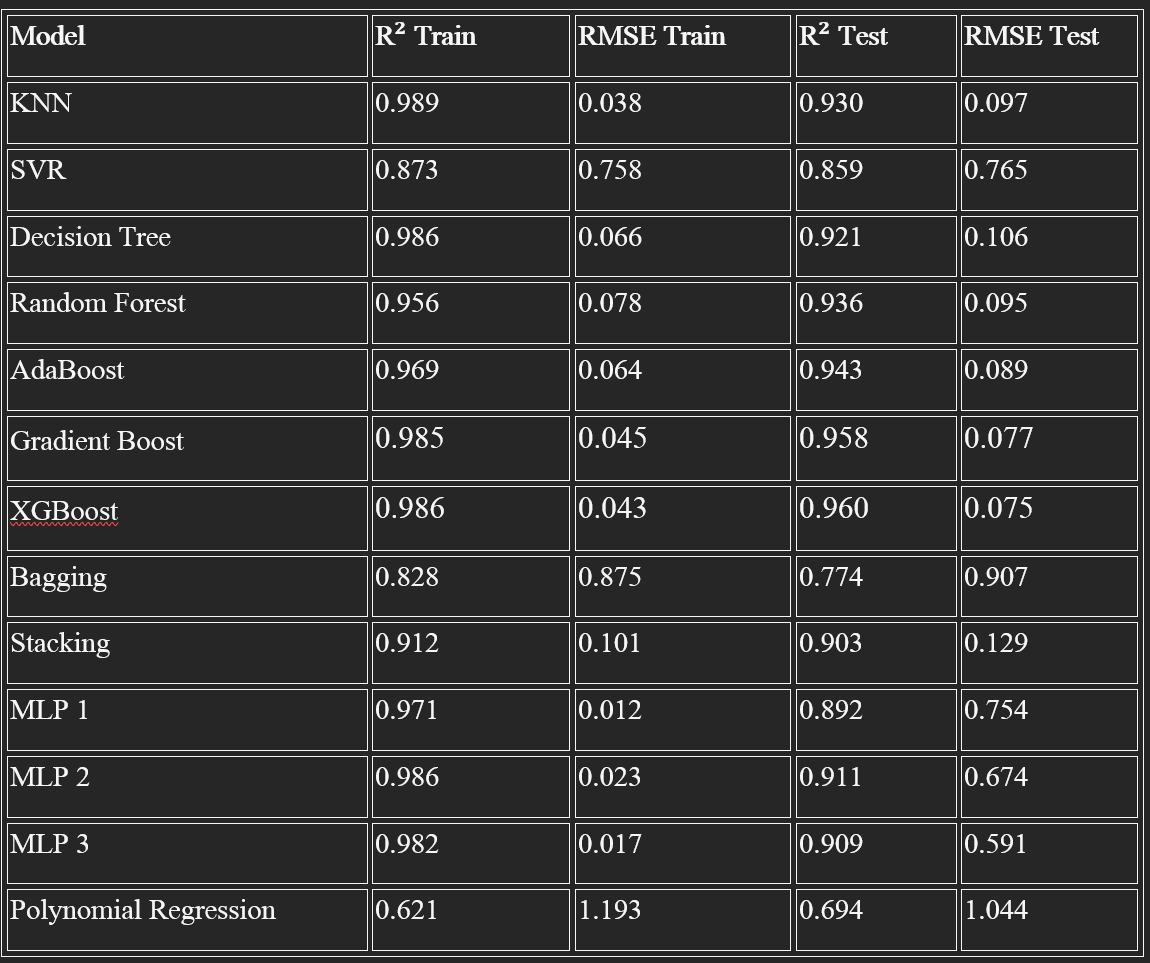 Model R² Train RMSE Train R² Test RMSE Test
KNN 0.989 0.038 0.930 0.097
SVR 0.873 0.758 0.859 0.765
Decision Tree 0.986 0.066 0.921 0.106
Random Forest 0.956 0.078 0.936 0.095
AdaBoost 0.969 0.064 0.943 0.089
Gradient Boost 0.985 0.045 0.958 0.077
XGBoost 0.986 0.043 0.960 0.075
Bagging 0.828 0.875 0.774 0.907
Stacking 0.912 0.101 0.903 0.129
MLP 1 0.971 0.012 0.892 0.754
MLP 2 0.986 0.023 0.911 0.674
MLP 3 0.982 0.017 0.909 0.591
Polynomial Regression 0.621 1.193 0.694 1.044